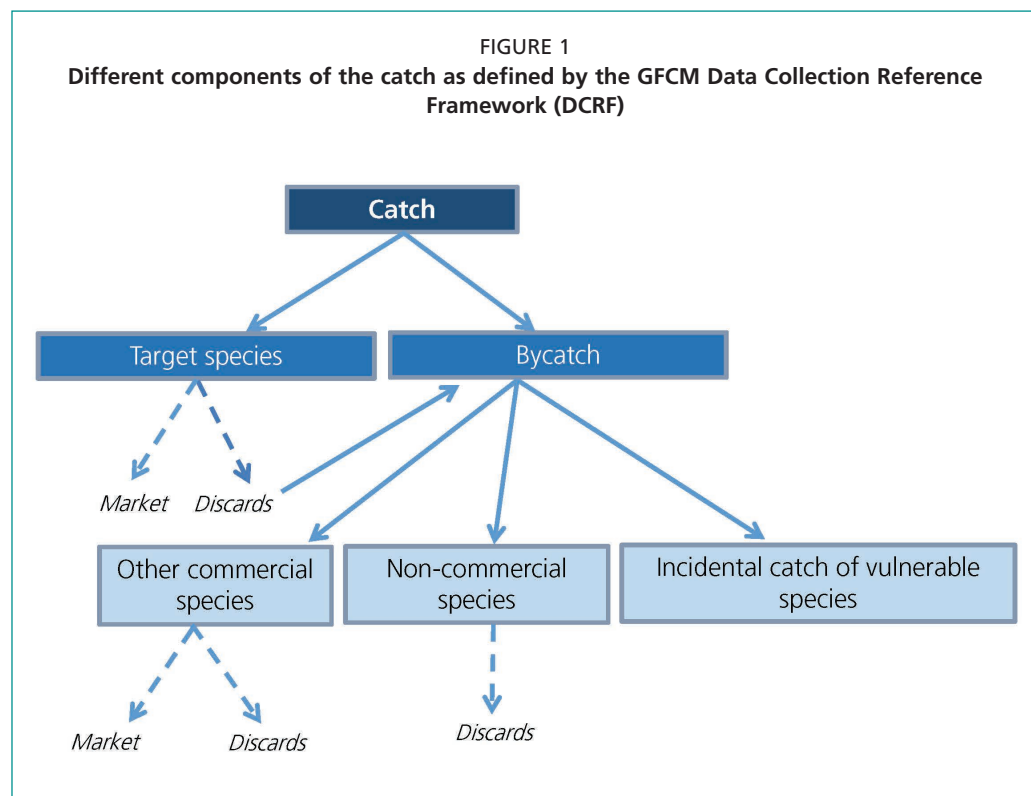 FIGURE 1
Different components of the catch as defined by the GFCM Data Collection Reference
Framework (DCRF)
Catch
Target species
Bycatch
Market
Discards
Other commercial
species
Non-commercial
species
Incidental catch of vulnerable
species
Market
Discards
Discards